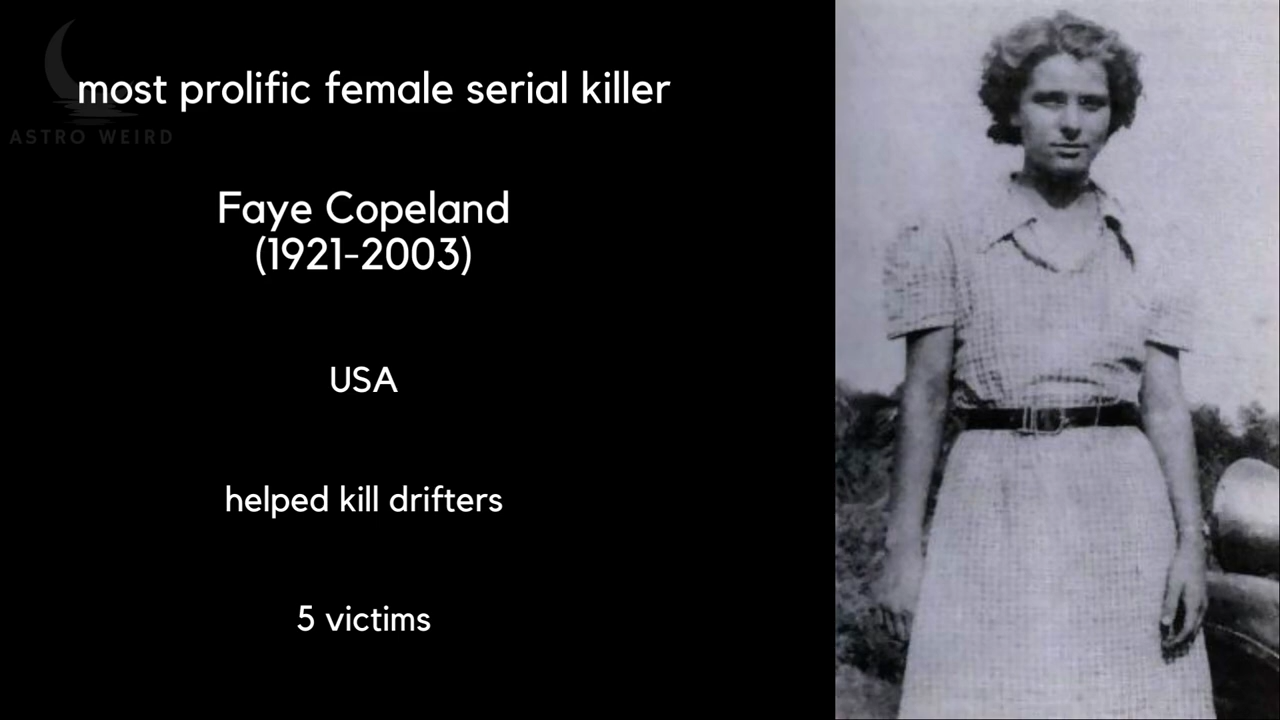 most prolific female serial killer
ASTRO WEIRD
Faye Copeland
(1921-2003)
USA
helped kill drifters
5 victims